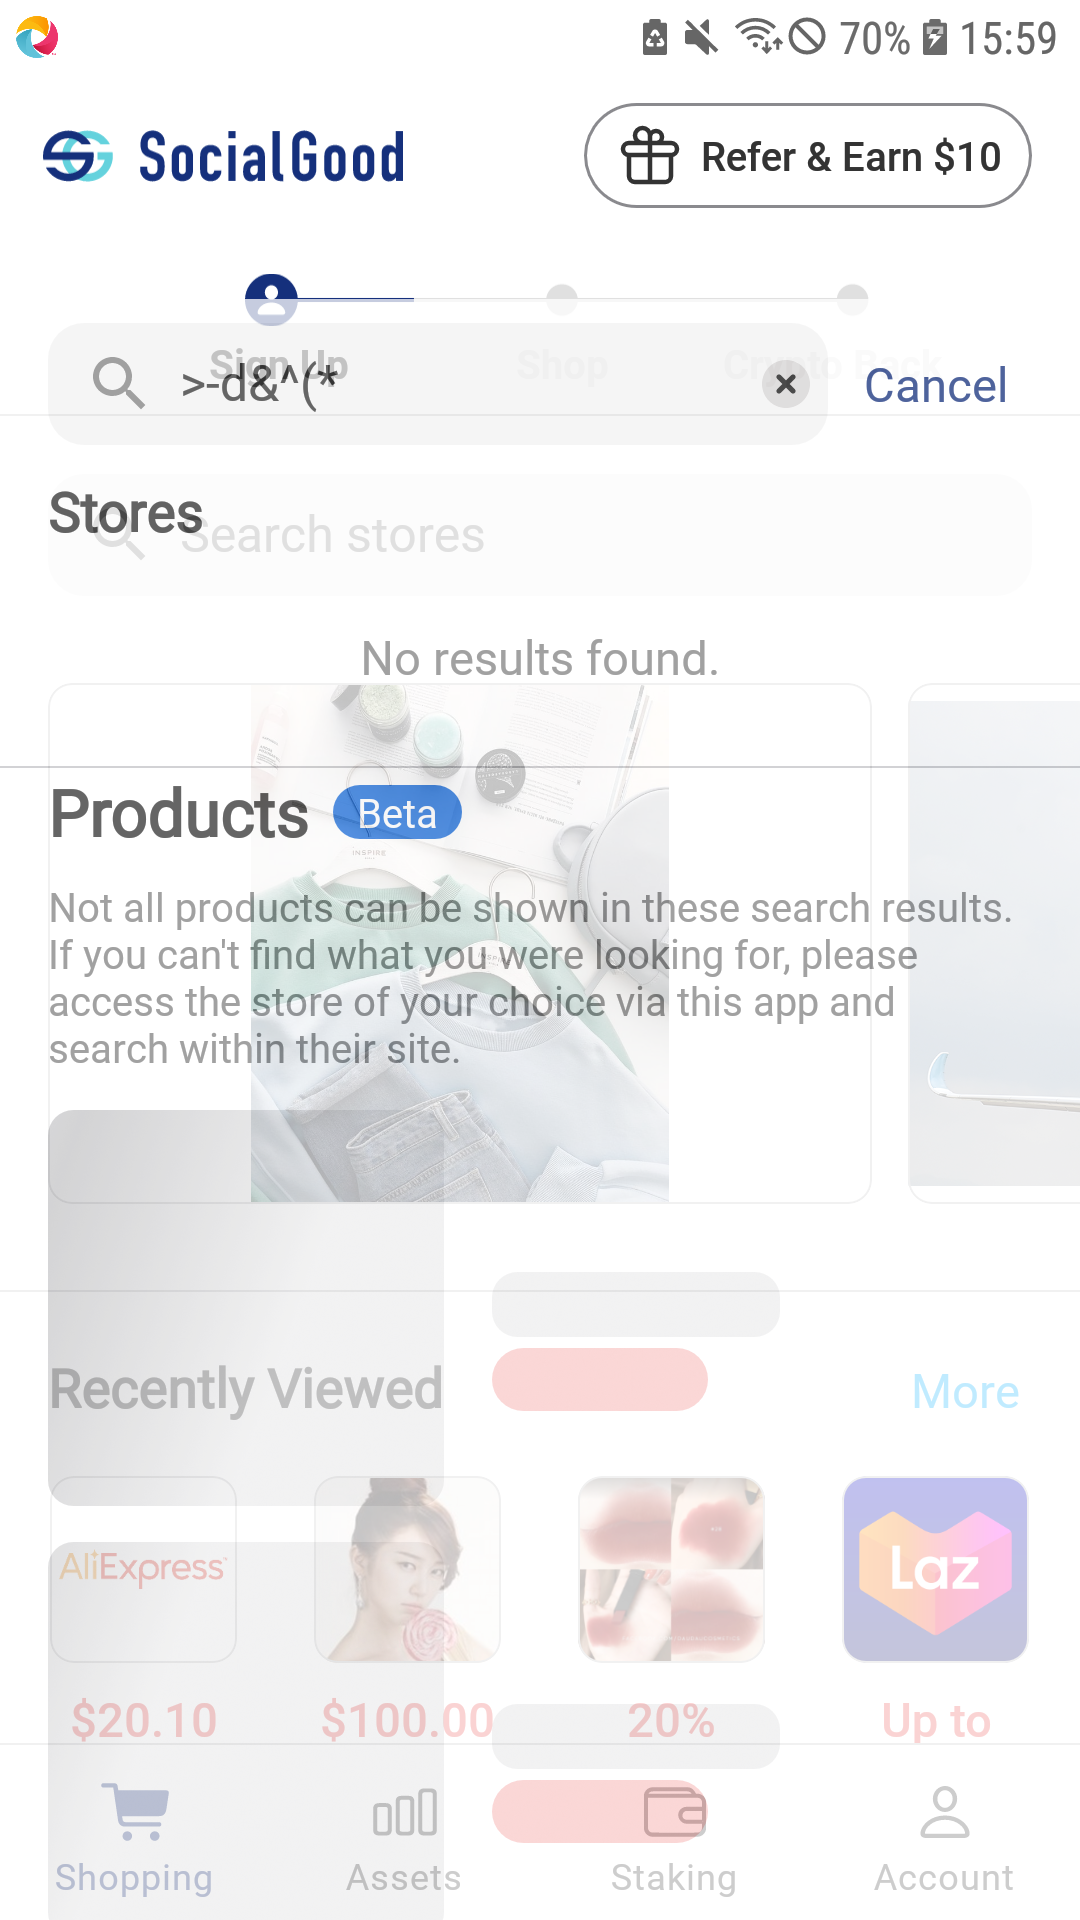 70% 15:59
SocialGood
Refer & Earn $10
Sign Up
Shop
Crypto Back
>-d&^(*
Cancel
Stores
Search stores
No results found.
Products
Beta
INSPIRE
Not all products can be shown in these search results.
If you can't find what you were looking for, please
access the store of your choice via this app and
search within their site.
Recently Viewed
More
AliExpress
Laz
$20.10
$100.00
20%
Up to
Shopping
Assets
Staking
Account